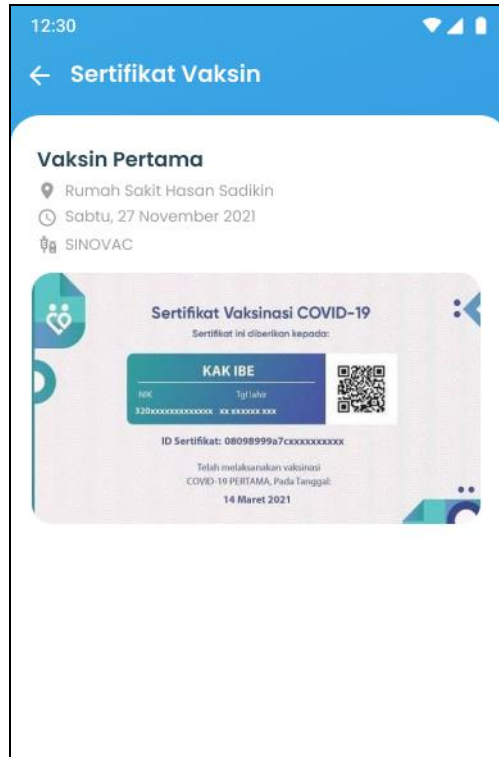 12:30
Sertifikat Vaksin
Vaksin Pertama
Rumah Sakit Hasan Sadikin
Sabtu, 27 November 2021
SINOVAC
Sertifikat Vaksinasi COVID-19
Sertifikat ini diberikan kepada:
KAK IBE
NIK Tgl lahir
320xxxxxxxxxxxxx xx xxxxxx xxx
ID Sertifikat: 08098999a7cxxxxxxxxxx
Telah melaksanakan vaksinasi
COVID-19 PERTAMA, Pada Tanggal:
14 Maret 2021